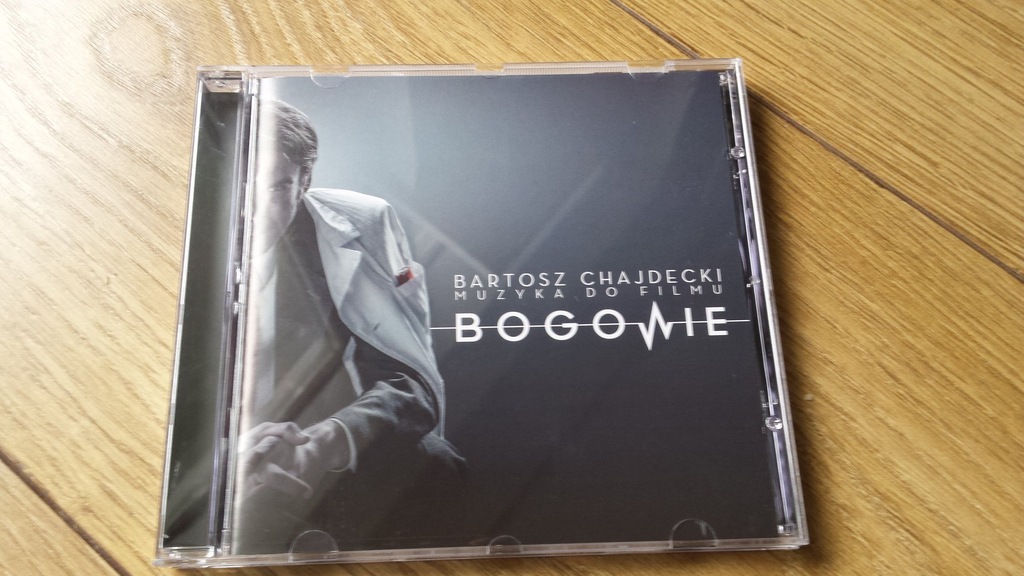 BARTOSZ CHAJDECKI
MUZYKA DO FILMU
BOGOWIE